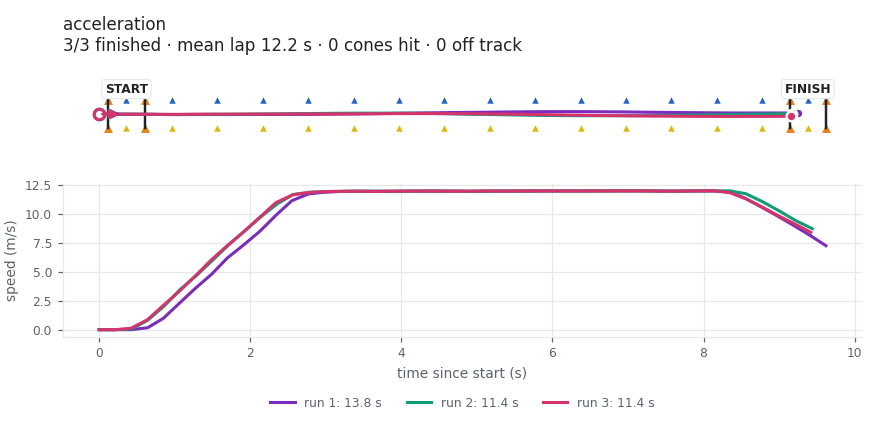 acceleration
3/3 finished · mean lap 12.2 s · 0 cones hit · 0 off track
START
FINISH
12.5
10.0
7.5
5.0
2.5
0.0
speed (m/s)
0
2
4
6
8
10
time since start (s)
run 1: 13.8 s
run 2: 11.4 s
run 3: 11.4 s